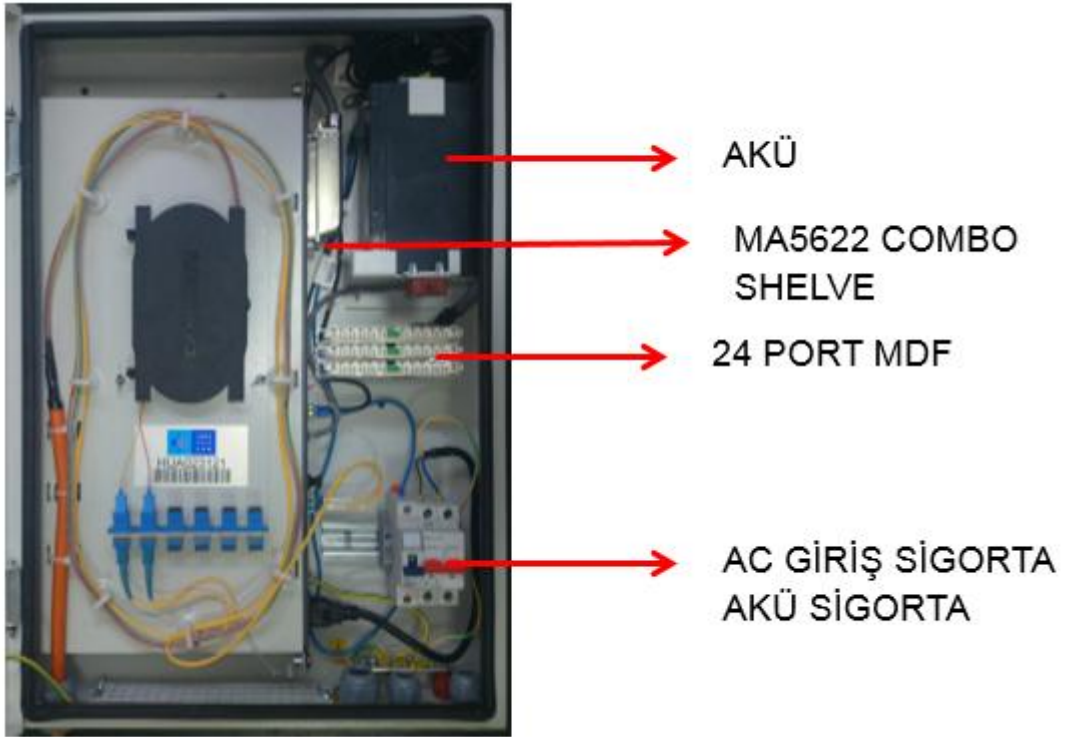 AKÜ
MA5622 COMBO
SHELVE
24 PORT MDF
AC GİRİŞ SİGORTA
AKÜ SİGORTA